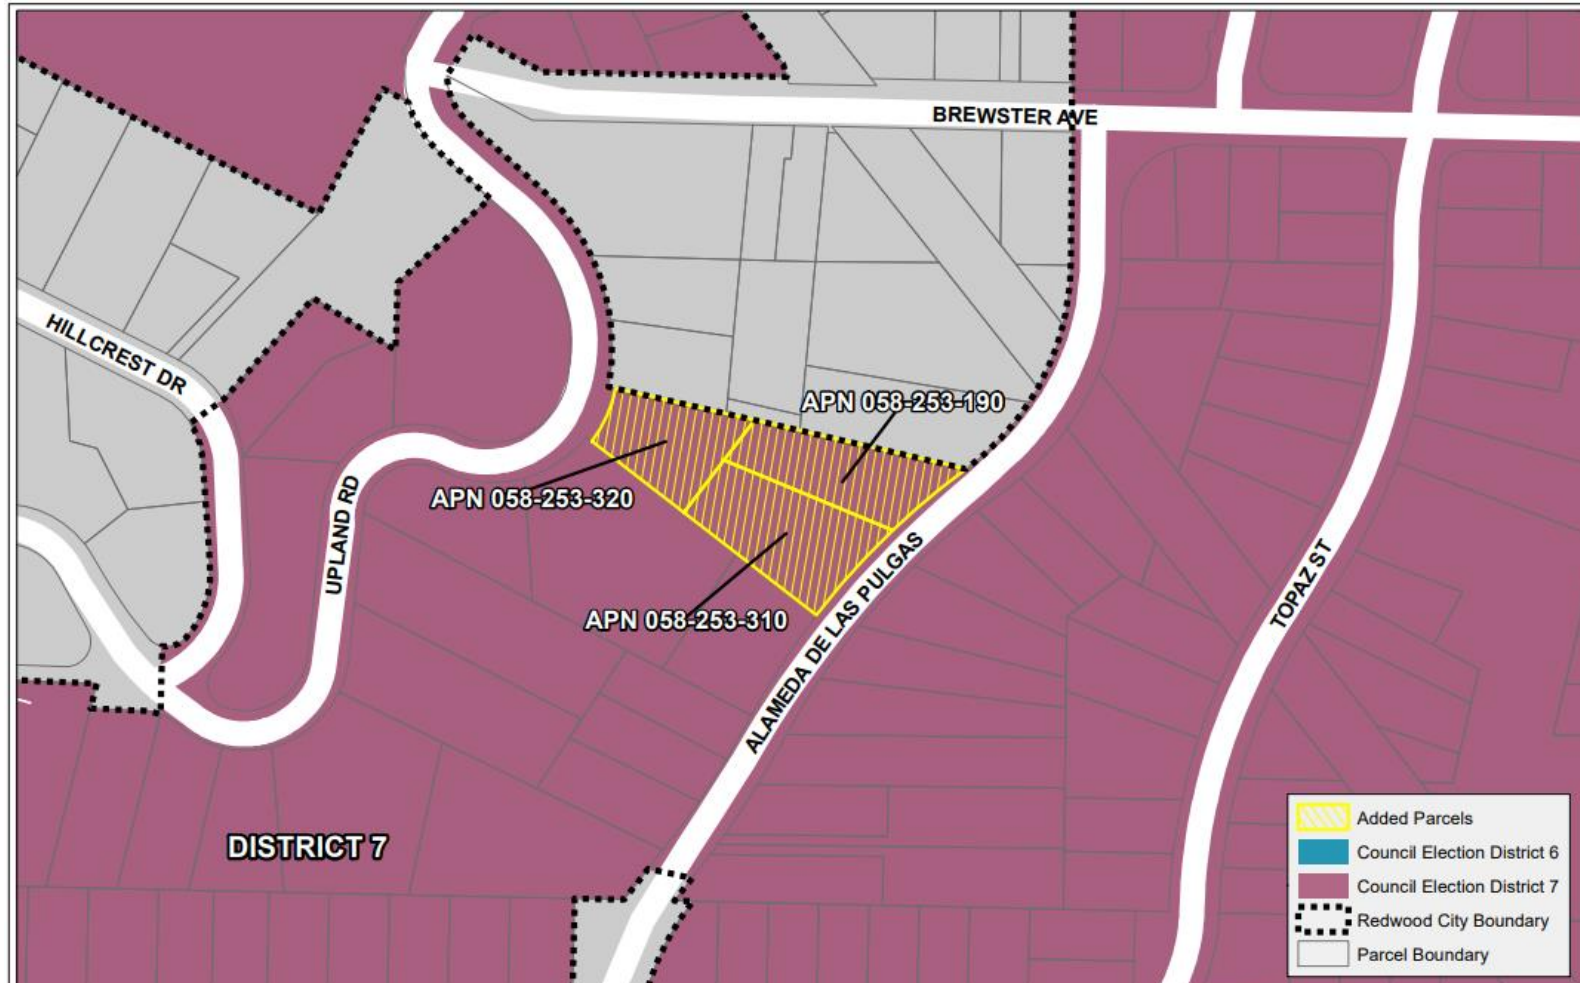 BREWSTER AVE
HILLCREST DR
APN 058-253-190
APN 058-253-320
UPLAND RD
APN 058-253-310
ALAMEDA DE LAS PULGAS
TOPAZ ST
DISTRICT 7
Added Parcels
Council Election District 6
Council Election District 7
Redwood City Boundary
Parcel Boundary